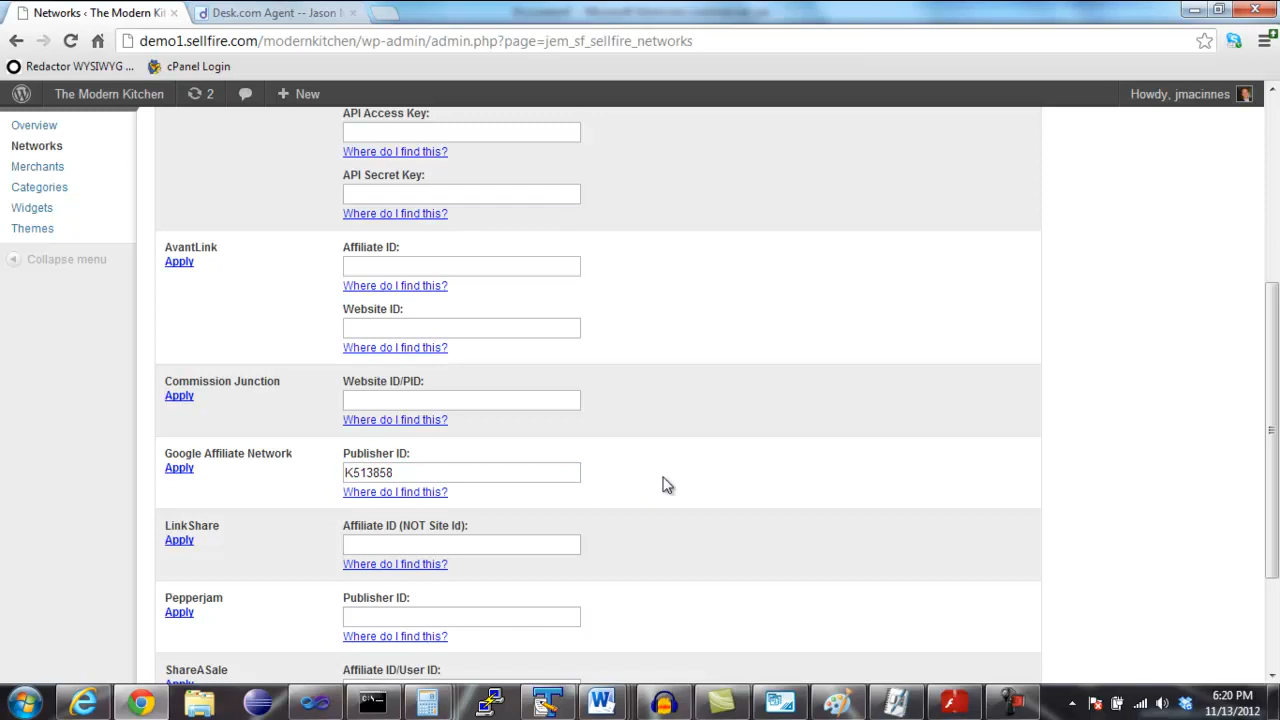 Networks < The Modern Kit
Desk.com Agent -- Jason
demo1.sellfire.com/modernkitchen/wp-admin/admin.php?page=jem_sf_sellfire_networks
Redactor WYSIWYG ...
cPanel Login
The Modern Kitchen
2
New
Howdy, jmacinnes
Overview
Networks
Merchants
Categories
Widgets
Themes
Collapse menu
API Access Key:
Where do I find this?
API Secret Key:
Where do I find this?
AvantLink
Apply
Affiliate ID:
Where do I find this?
Website ID:
Where do I find this?
Commission Junction
Apply
Website ID/PID:
Where do I find this?
Google Affiliate Network
Apply
Publisher ID:
K513858
Where do I find this?
LinkShare
Apply
Affiliate ID (NOT Site Id):
Where do I find this?
Pepperjam
Apply
Publisher ID:
Where do I find this?
ShareASale
Apply
Affiliate ID/User ID:
6:20 PM
11/13/2012